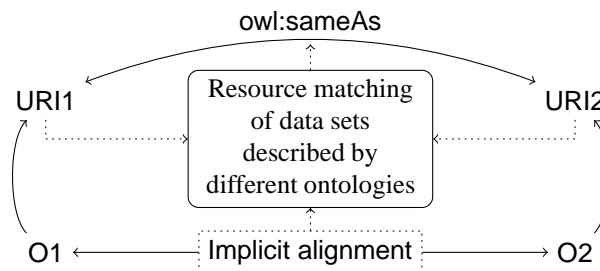 owl:sameAs
URI1
Resource matching
of data sets
described by
different ontologies
URI2
O1
Implicit alignment
O2